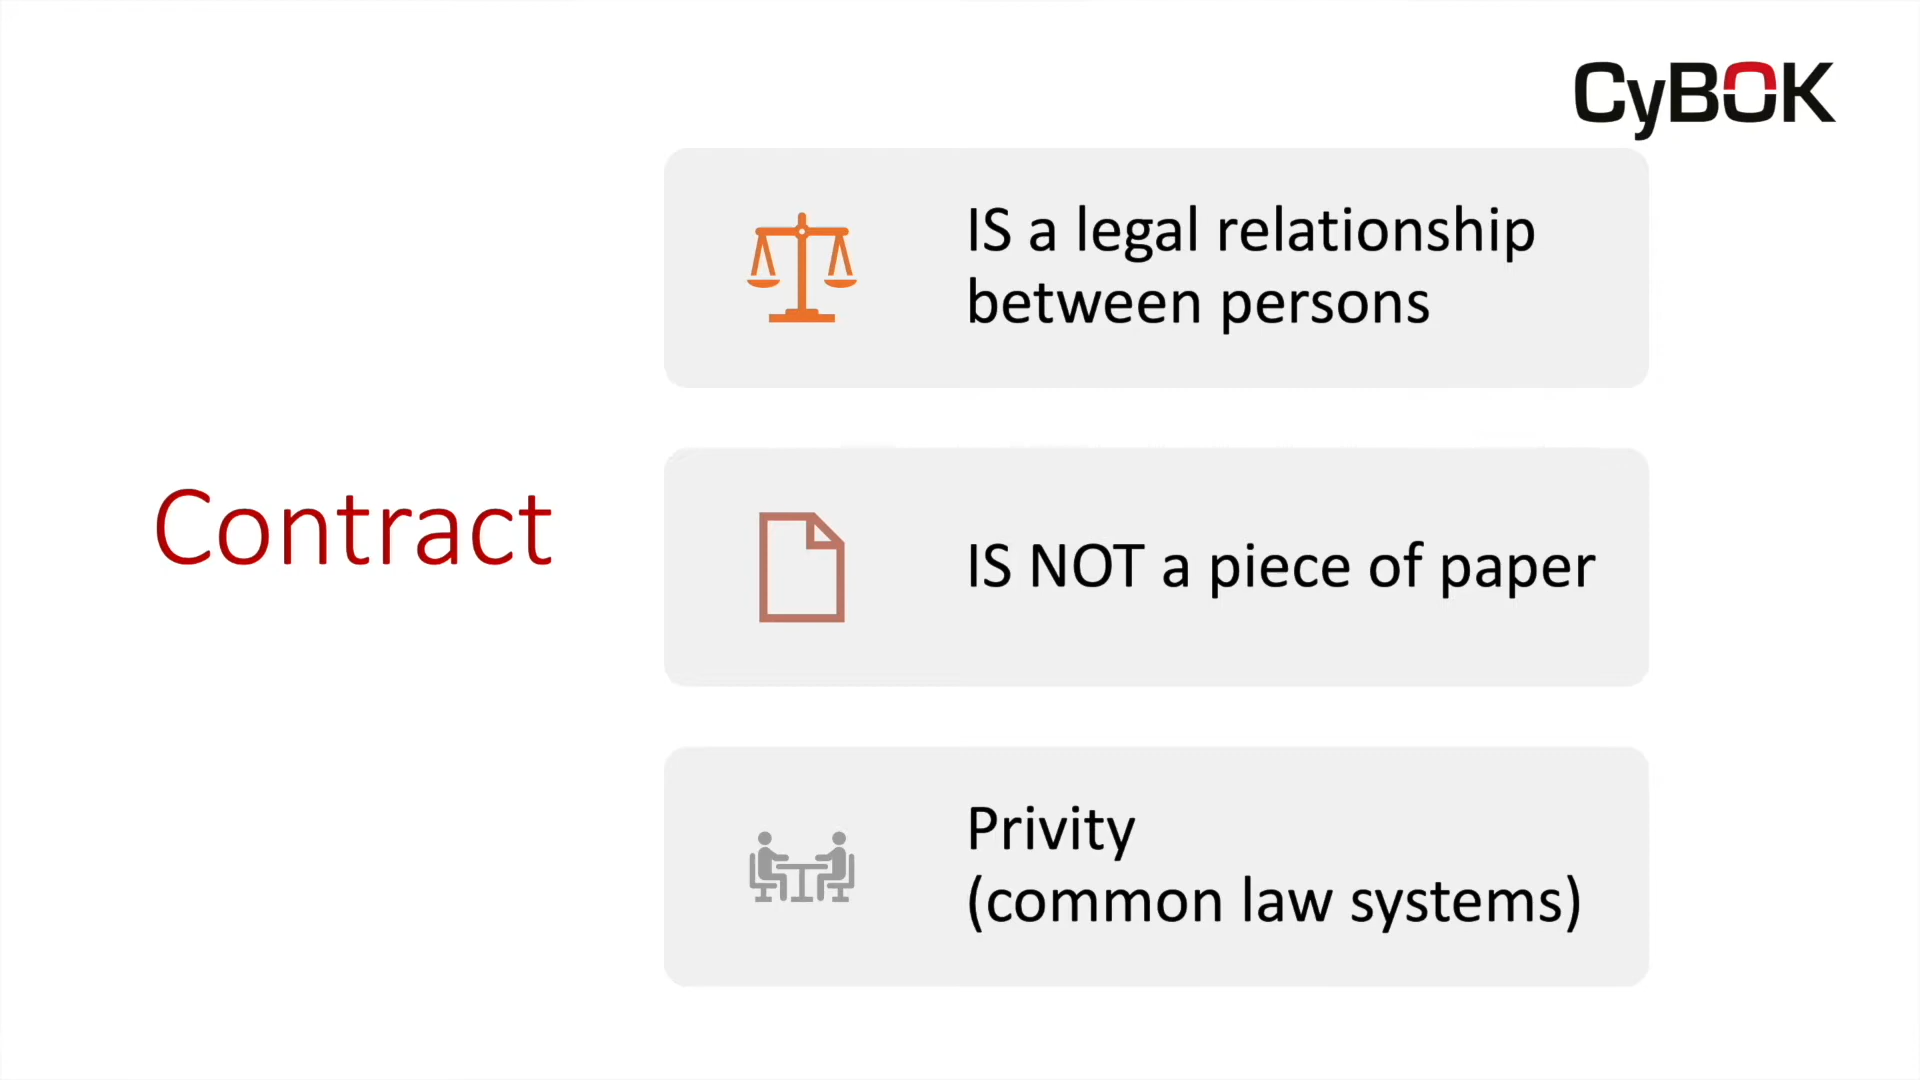 CyBOK
Contract
IS a legal relationship
between persons
IS NOT a piece of paper
Privity
(common law systems)